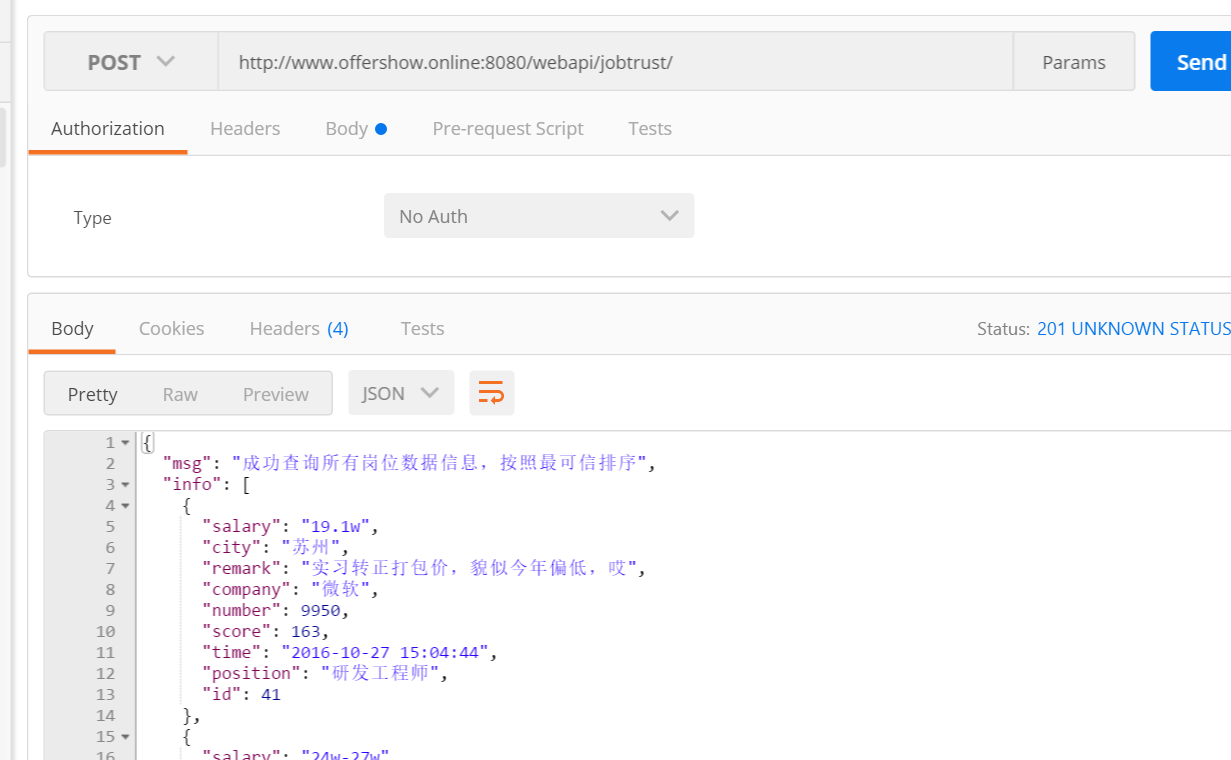 POST http://www.offershow.online:8080/webapi/jobtrust/ Params Send
Authorization Headers Body Pre-request Script Tests
Type No Auth
Body Cookies Headers (4) Tests Status: 201 UNKNOWN STATUS
Pretty Raw Preview JSON
1 {
2 "msg": "成功查询所有岗位数据信息，按照最可信排序",
3 "info": [
4 {
5 "salary": "19.1w",
6 "city": "苏州",
7 "remark": "实习转正打包价，貌似今年偏低，哎",
8 "company": "微软",
9 "number": 9950,
10 "score": 163,
11 "time": "2016-10-27 15:04:44",
12 "position": "研发工程师",
13 "id": 41
14 },
15 {
16 "salary": "24w-27w"